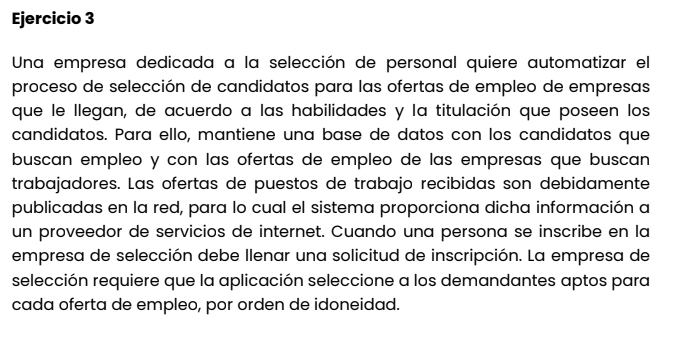 Ejercicio 3
Una empresa dedicada a la selección de personal quiere automatizar el
proceso de selección de candidatos para las ofertas de empleo de empresas
que le llegan, de acuerdo a las habilidades y la titulación que poseen los
candidatos. Para ello, mantiene una base de datos con los candidatos que
buscan empleo y con las ofertas de empleo de las empresas que buscan
trabajadores. Las ofertas de puestos de trabajo recibidas son debidamente
publicadas en la red, para lo cual el sistema proporciona dicha información a
un proveedor de servicios de internet. Cuando una persona se inscribe en la
empresa de selección debe llenar una solicitud de inscripción. La empresa de
selección requiere que la aplicación seleccione a los demandantes aptos para
cada oferta de empleo, por orden de idoneidad.